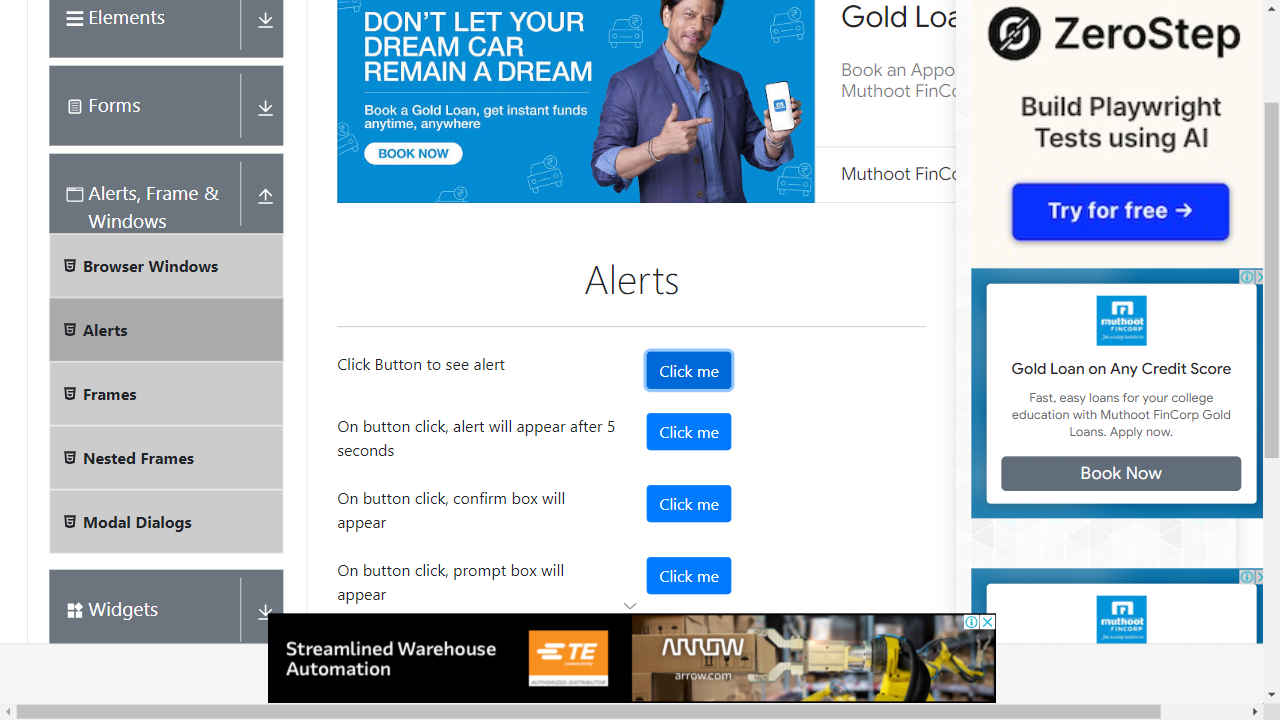 Elements
Forms
Alerts, Frame &
Windows
Browser Windows
Alerts
Frames
Nested Frames
Modal Dialogs
Widgets
DON'T LET YOUR
DREAM CAR
REMAIN A DREAM
Book a Gold Loan, get instant funds
anytime, anywhere
BOOK NOW
Gold Loa
Book an Appo
Muthoot FinCo
Muthoot FinCo
Alerts
Click Button to see alert
Click me
On button click, alert will appear after 5
seconds
Click me
On button click, confirm box will
appear
Click me
On button click, prompt box will
appear
Click me
ZeroStep
Build Playwright
Tests using AI
Try for free →
muthoot
FINCORP
Gold Loan on Any Credit Score
Fast, easy loans for your college
education with Muthoot FinCorp Gold
Loans. Apply now.
Book Now
muthoot
FINCORP
Streamlined Warehouse
Automation
TE
connectivity
AUTHORIZED DISTRIBUTOR
ARROW
arrow.com